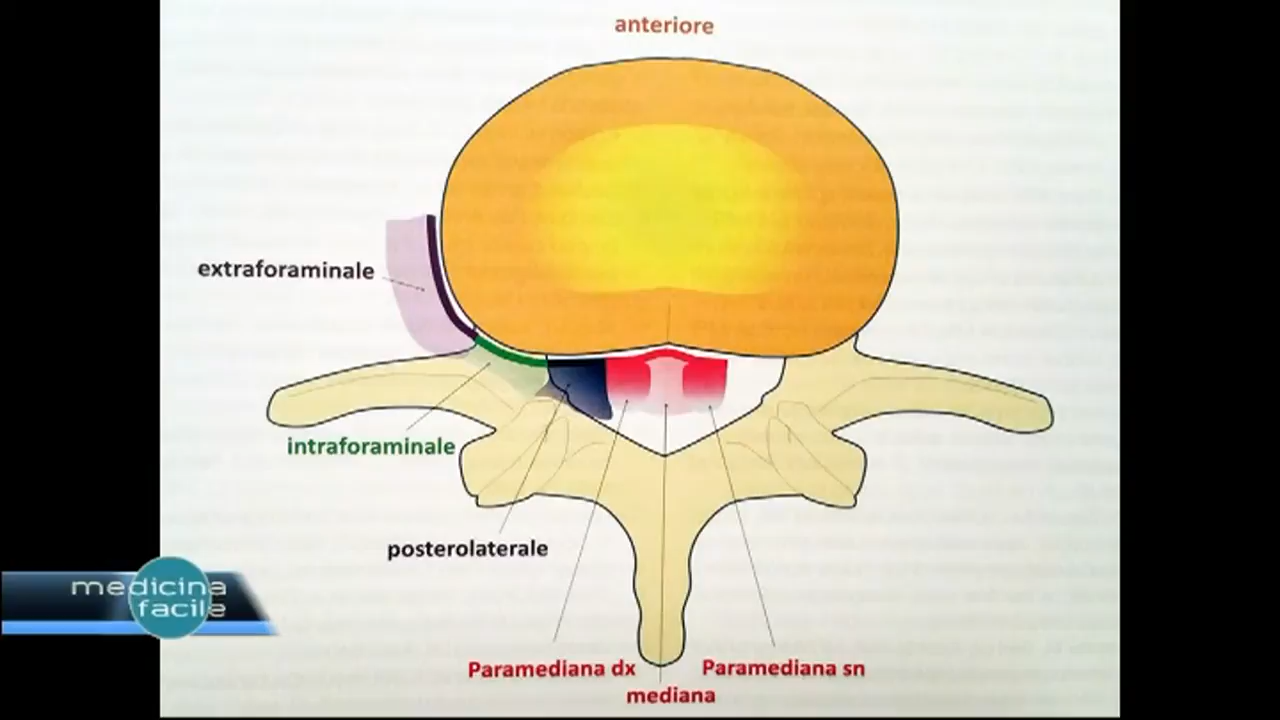 anteriore
extraforaminale
intraforaminale
posterolaterale
medicina
facile
Paramediana dx
Paramediana sn
mediana